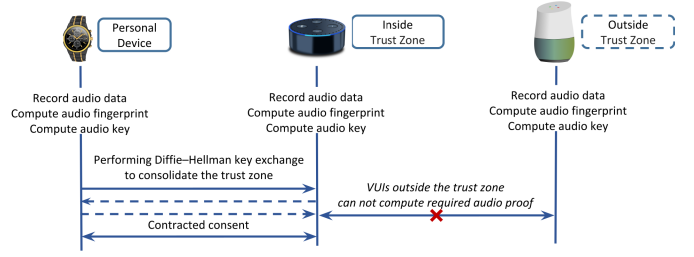 Personal
Device
Inside
Trust Zone
Outside
Trust Zone
Record audio data
Compute audio fingerprint
Compute audio key
Record audio data
Compute audio fingerprint
Compute audio key
Record audio data
Compute audio fingerprint
Compute audio key
Performing Diffie–Hellman key exchange
to consolidate the trust zone
VUIs outside the trust zone
can not compute required audio proof
Contracted consent